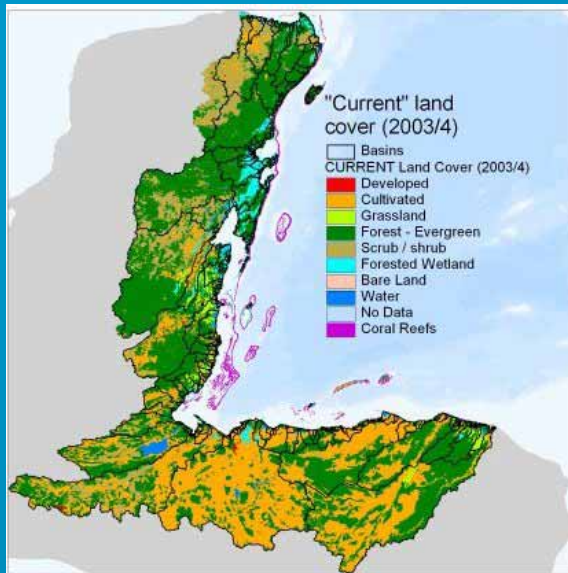 "Current" land
cover (2003/4)
Basins
CURRENT Land Cover (2003/4)
Developed
Cultivated
Grassland
Forest - Evergreen
Scrub / shrub
Forested Wetland
Bare Land
Water
No Data
Coral Reefs